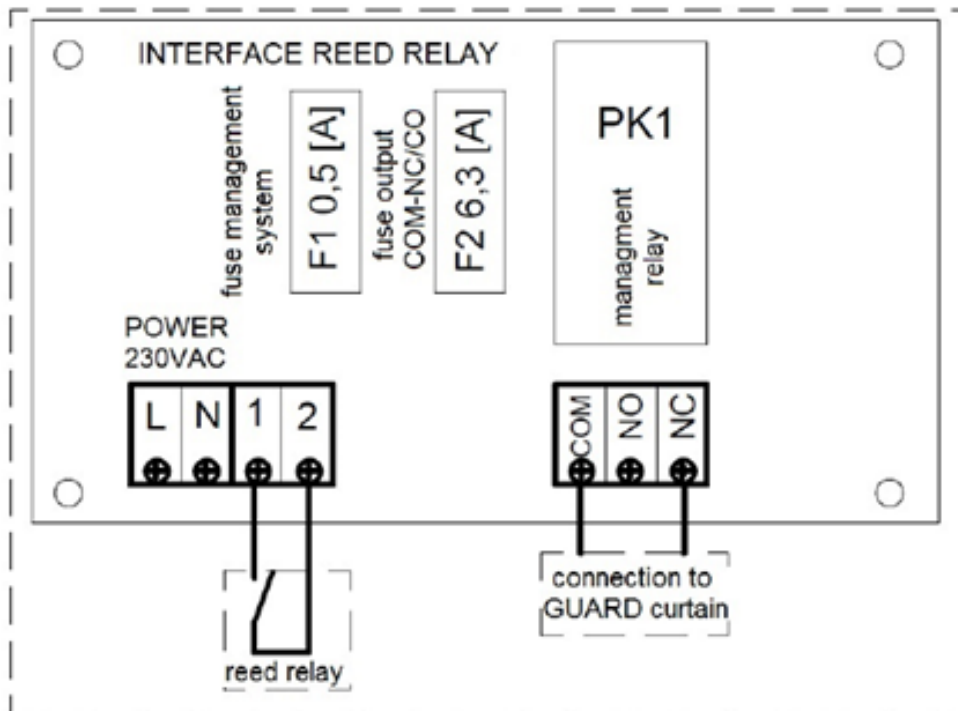 INTERFACE REED RELAY
fuse management
system
F1 0,5 [A]
fuse output
COM-NC/CO
F2 6,3 [A]
PK1
managment
relay
POWER
230VAC
L N 1 2
COM NO NC
reed relay
connection to
GUARD curtain